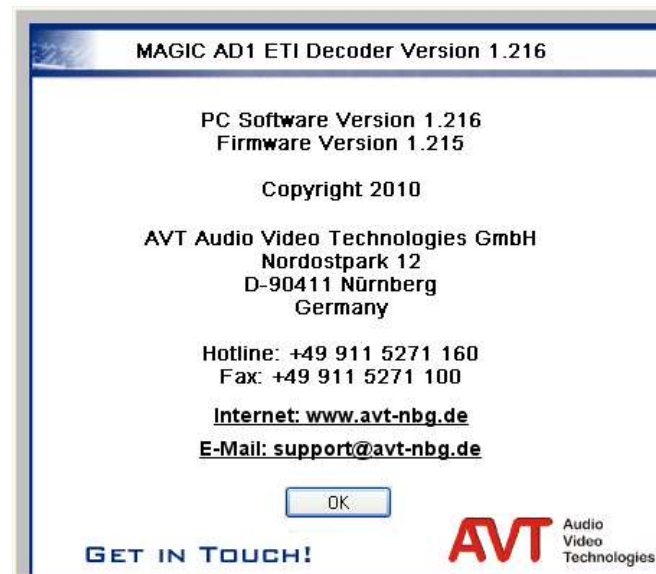 MAGIC AD1 ETI Decoder Version 1.216
PC Software Version 1.216
Firmware Version 1.215
Copyright 2010
AVT Audio Video Technologies GmbH
Nordostpark 12
D-90411 Nürnberg
Germany
Hotline: +49 911 5271 160
Fax: +49 911 5271 100
Internet: www.avt-nbg.de
E-Mail: support@avt-nbg.de
OK
GET IN TOUCH!
AVT
Audio
Video
Technologies